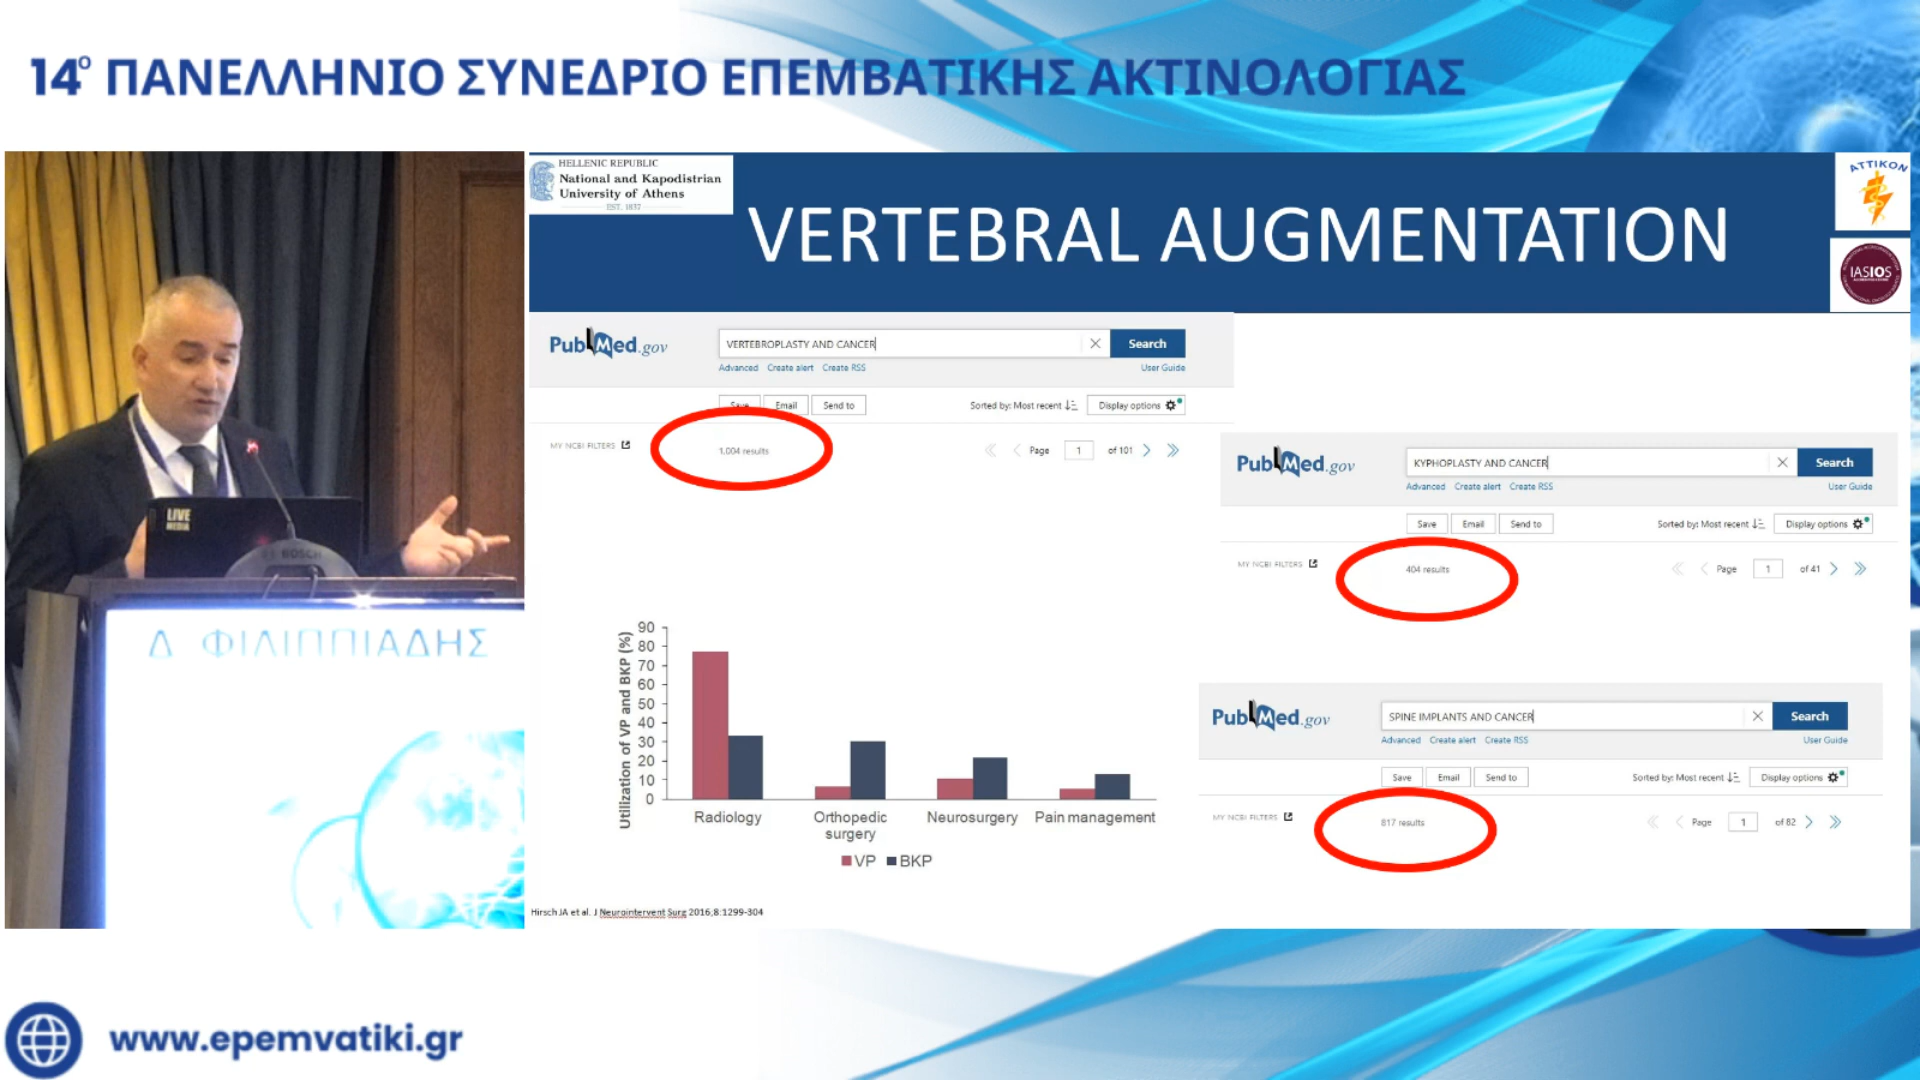 14° ΠΑΝΕΛΛΗΝΙΟ ΣΥΝΕΔΡΙΟ ΕΠΕΜΒΑΤΙΚΗΣ ΑΚΤΙΝΟΛΟΓΙΑΣ
HELLENIC REPUBLIC
National and Kapodistrian
University of Athens
EST. 1837
VERTEBRAL AUGMENTATION
ΑΤΤΙΚΟΝ
IASIOS
PubMed.gov
VERTEBROPLASTY AND CANCER
Search
Advanced Create alert Create RSS
User Guide
Save Email Send to
Sorted by: Most recent
Display options
MY NCBI FILTERS
1,004 results
Page 1 of 101
PubMed.gov
KYPHOPLASTY AND CANCER
Search
Advanced Create alert Create RSS
User Guide
Save Email Send to
Sorted by: Most recent
Display options
MY NCBI FILTERS
404 results
Page 1 of 41
PubMed.gov
SPINE IMPLANTS AND CANCER
Search
Advanced Create alert Create RSS
User Guide
Save Email Send to
Sorted by: Most recent
Display options
MY NCBI FILTERS
817 results
Page 1 of 82
Utilization of VP and BKP (%)
90
80
70
60
50
40
30
20
10
0
Radiology
Orthopedic
surgery
Neurosurgery
Pain management
VP BKP
Hirsch JA et al. J Neurointervent Surg 2016;8:1299-304
LIVE
MEDIA
BOSCH
Δ ΦΙΛΙΠΠΙΑΔΗΣ
www.epemvatiki.gr